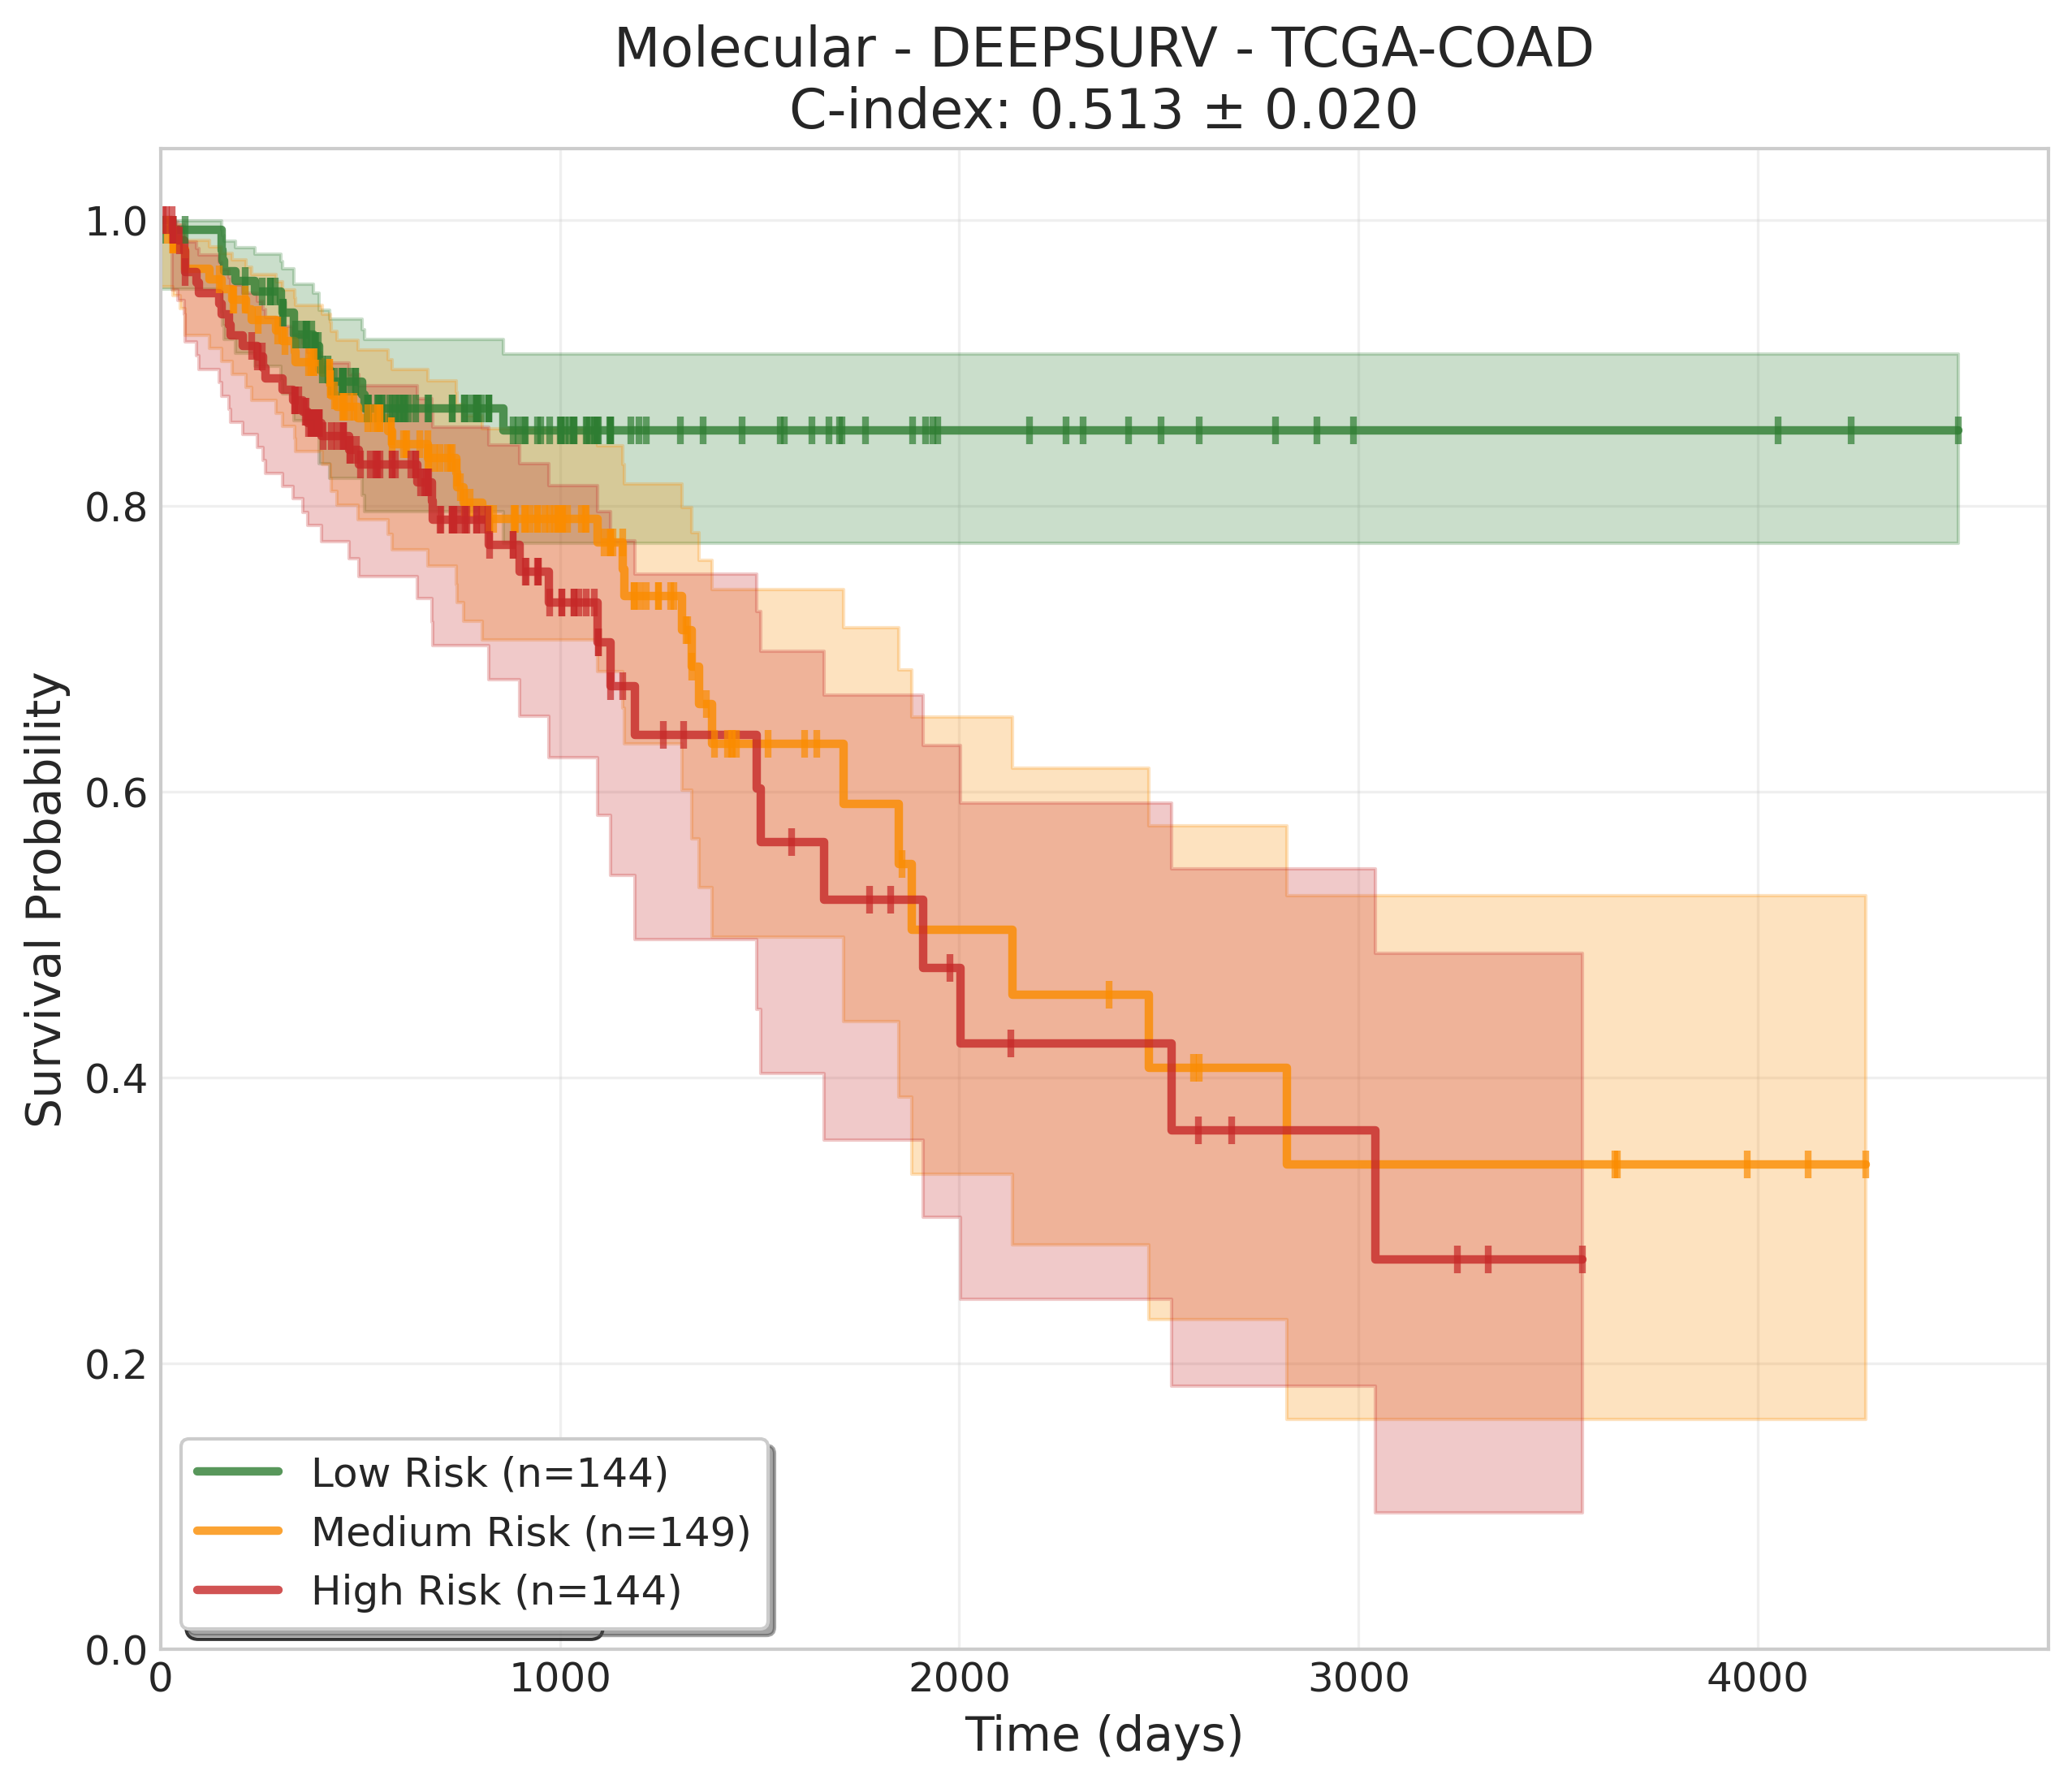 Molecular - DEEPSURV - TCGA-COAD
C-index: 0.513 ± 0.020
Survival Probability
1.0
0.8
0.6
0.4
0.2
0.0
Low Risk (n=144)
Medium Risk (n=149)
High Risk (n=144)
0 1000 2000 3000 4000
Time (days)